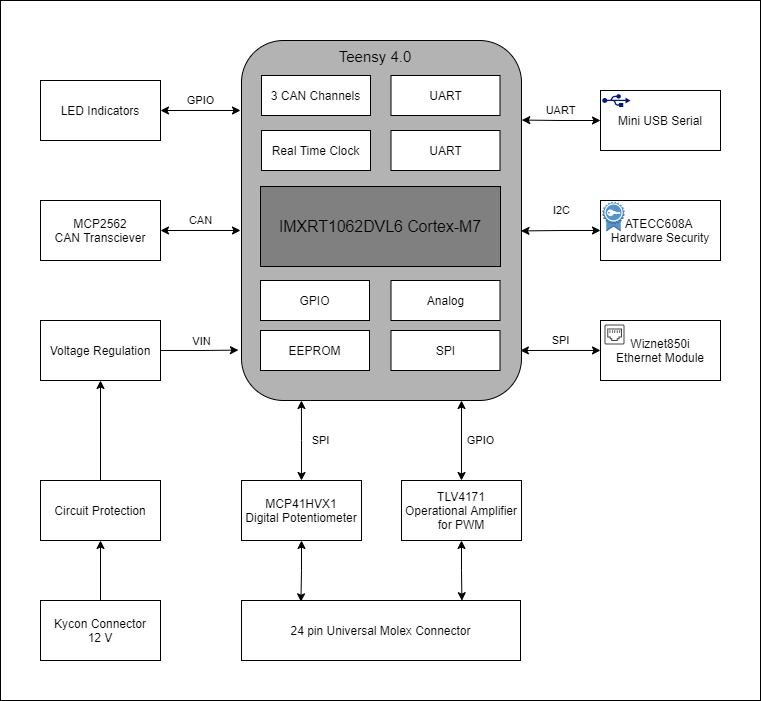 Teensy 4.0
3 CAN Channels
UART
Real Time Clock
UART
IMXRT1062DVL6 Cortex-M7
GPIO
Analog
EEPROM
SPI
LED Indicators
GPIO
MCP2562
CAN Transciever
CAN
Voltage Regulation
VIN
Circuit Protection
Kycon Connector
12 V
UART
Mini USB Serial
I2C
ATECC608A
Hardware Security
SPI
Wiznet850i
Ethernet Module
SPI
GPIO
MCP41HVX1
Digital Potentiometer
TLV4171
Operational Amplifier
for PWM
24 pin Universal Molex Connector